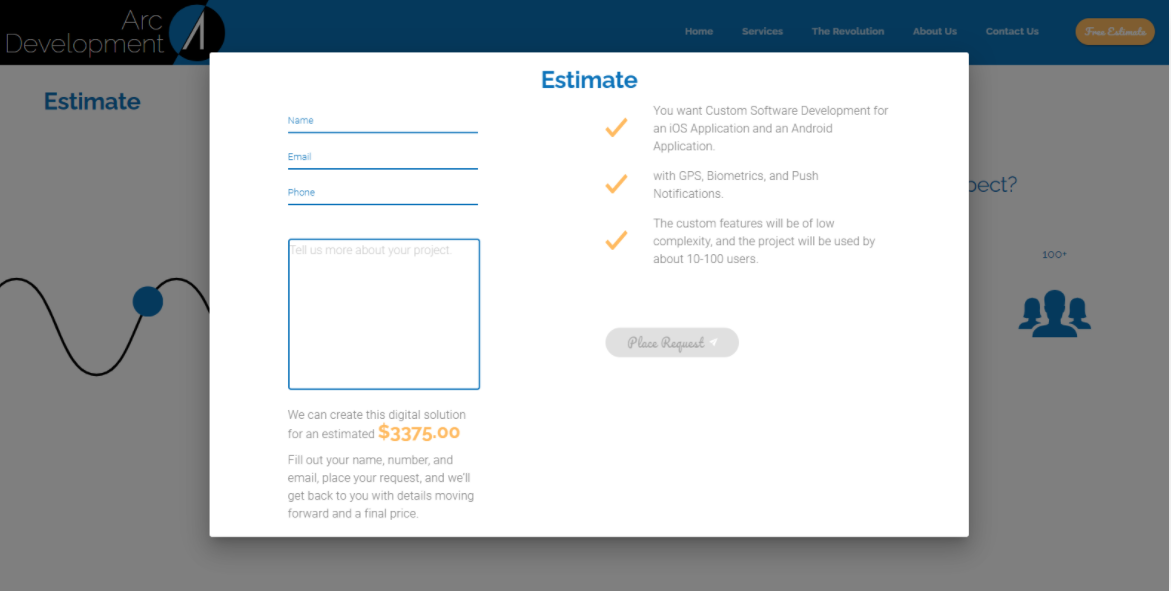 Arc
Development
Home
Services
The Revolution
About Us
Contact Us
Free Estimate
Estimate
Estimate
Name
Email
Phone
Tell us more about your project.
We can create this digital solution
for an estimated $3375.00
Fill out your name, number, and
email, place your request, and we'll
get back to you with details moving
forward and a final price.
You want Custom Software Development for
an iOS Application and an Android
Application.
with GPS, Biometrics, and Push
Notifications.
The custom features will be of low
complexity, and the project will be used by
about 10-100 users.
Place Request
100+